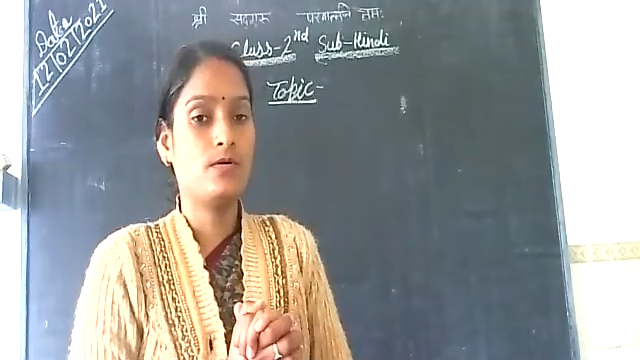 श्री सद्गुरु परमात्मने नमः
Date
12/02/2021
Class-2nd Sub-Hindi
Topic-